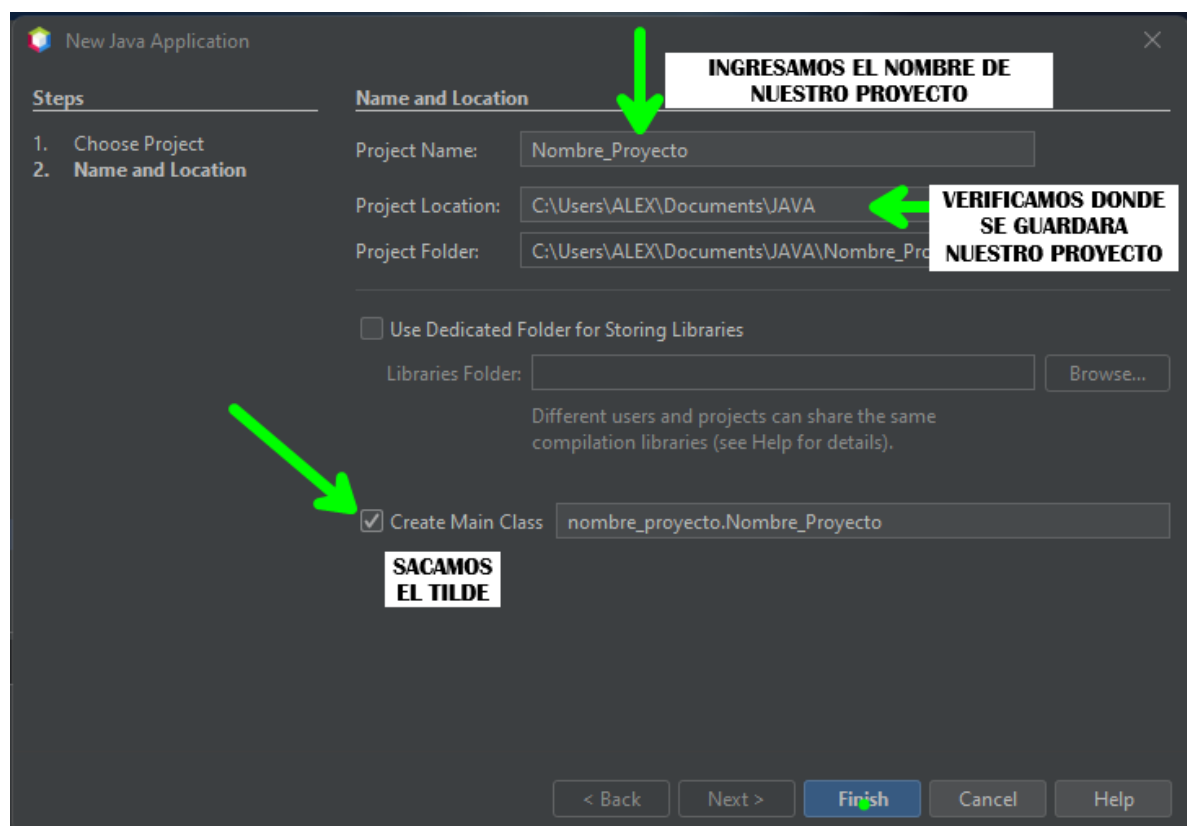 New Java Application
INGRESAMOS EL NOMBRE DE
NUESTRO PROYECTO
Steps
1. Choose Project
2. Name and Location
Name and Location
Project Name: Nombre_Proyecto
Project Location: C:\Users\ALEX\Documents\JAVA
VERIFICAMOS DONDE
SE GUARDARA
NUESTRO PROYECTO
Project Folder: C:\Users\ALEX\Documents\JAVA\Nombre_Pro
Use Dedicated Folder for Storing Libraries
Libraries Folder: Browse...
Different users and projects can share the same
compilation libraries (see Help for details).
Create Main Class nombre_proyecto.Nombre_Proyecto
SACAMOS
EL TILDE
< Back Next > Finish Cancel Help